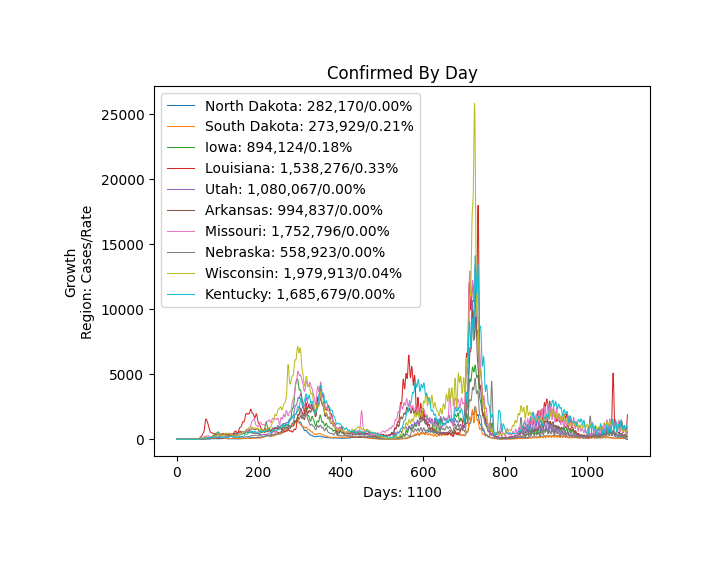 Confirmed By Day
North Dakota: 282,170/0.00%
South Dakota: 273,929/0.21%
Iowa: 894,124/0.18%
Louisiana: 1,538,276/0.33%
Utah: 1,080,067/0.00%
Arkansas: 994,837/0.00%
Missouri: 1,752,796/0.00%
Nebraska: 558,923/0.00%
Wisconsin: 1,979,913/0.04%
Kentucky: 1,685,679/0.00%
Growth
Region: Cases/Rate
25000
20000
15000
10000
5000
0
0 200 400 600 800 1000
Days: 1100